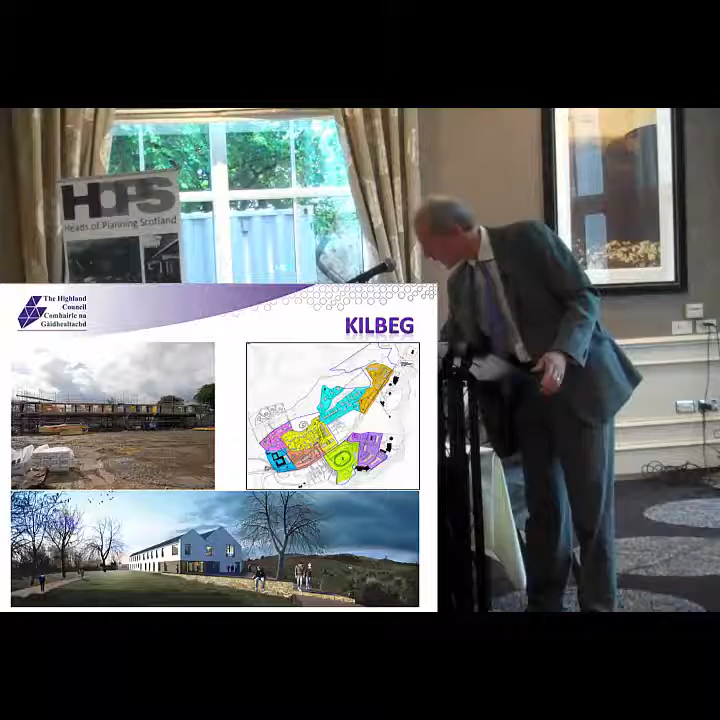 HOPS
Heads of Planning Scotland
The Highland
Council
Comhairle na
Gàidhealtachd
KILBEG